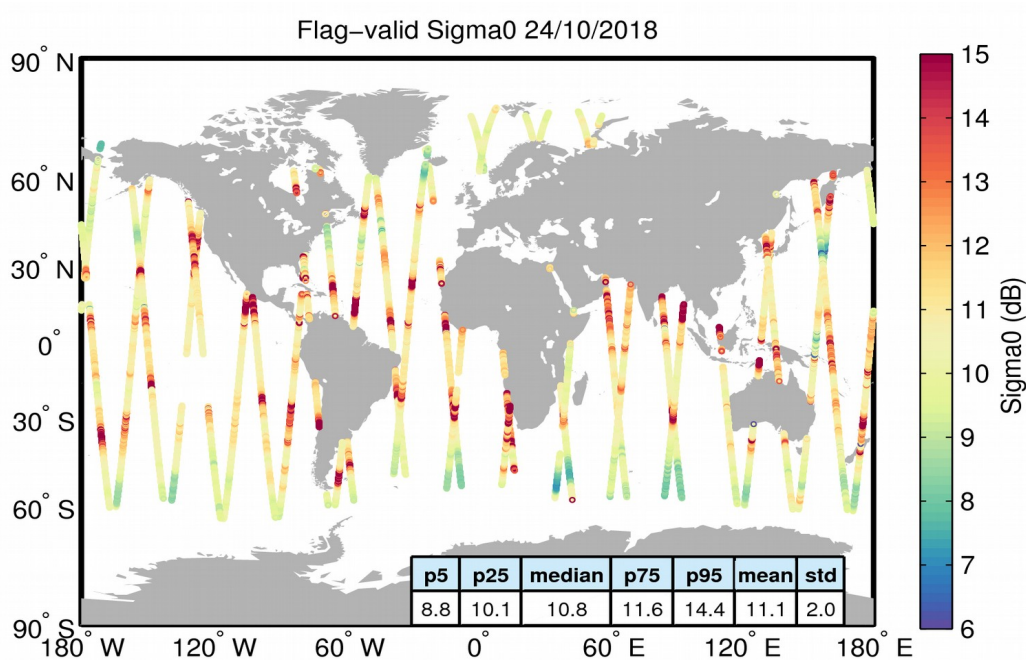 Flag−valid Sigma0 24/10/2018
90° N
60° N
30° N
0°
30° S
60° S
90° S
180° W 120° W 60° W 0° 60° E 120° E 180° E
15
14
13
12
11
10
9
8
7
6
Sigma0 (dB)
p5 p25 median p75 p95 mean std
8.8 10.1 10.8 11.6 14.4 11.1 2.0